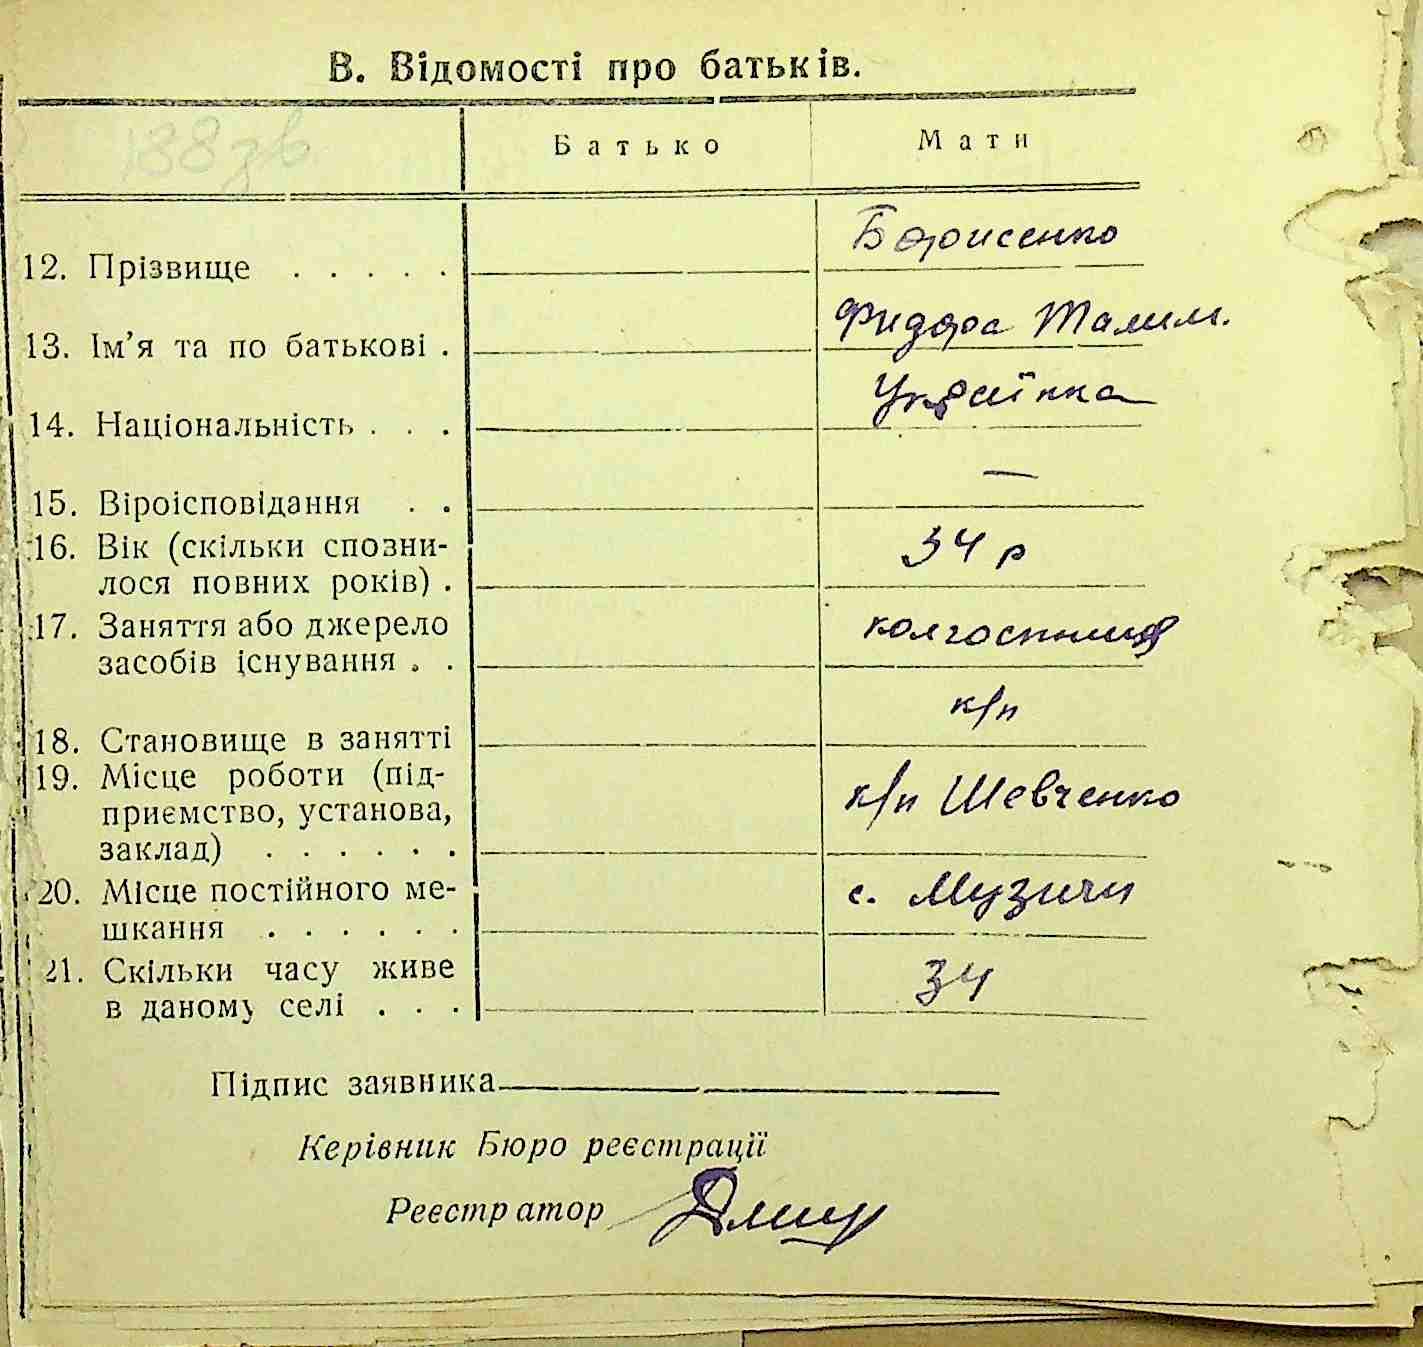 В. Відомості про батьків.
138 зв
Батько Мати
12. Прізвище . . . . . Борисенко
13. Ім’я та по батькові . Фидора
14. Національність . . . Українка
15. Віроісповідання . . —
16. Вік (скільки спозни-
лося повних років) . 34 р
17. Заняття або джерело
засобів існування . . колгоспниця
18. Становище в занятті к/п
19. Місце роботи (під-
приємство, установа,
заклад) . . . . . . к/п Шевченко
20. Місце постійного ме-
шкання . . . . . . с. Музичи
21. Скільки часу живе
в даному селі . . . 34
Підпис заявника
Керівник Бюро реєстрації
Реєстратор